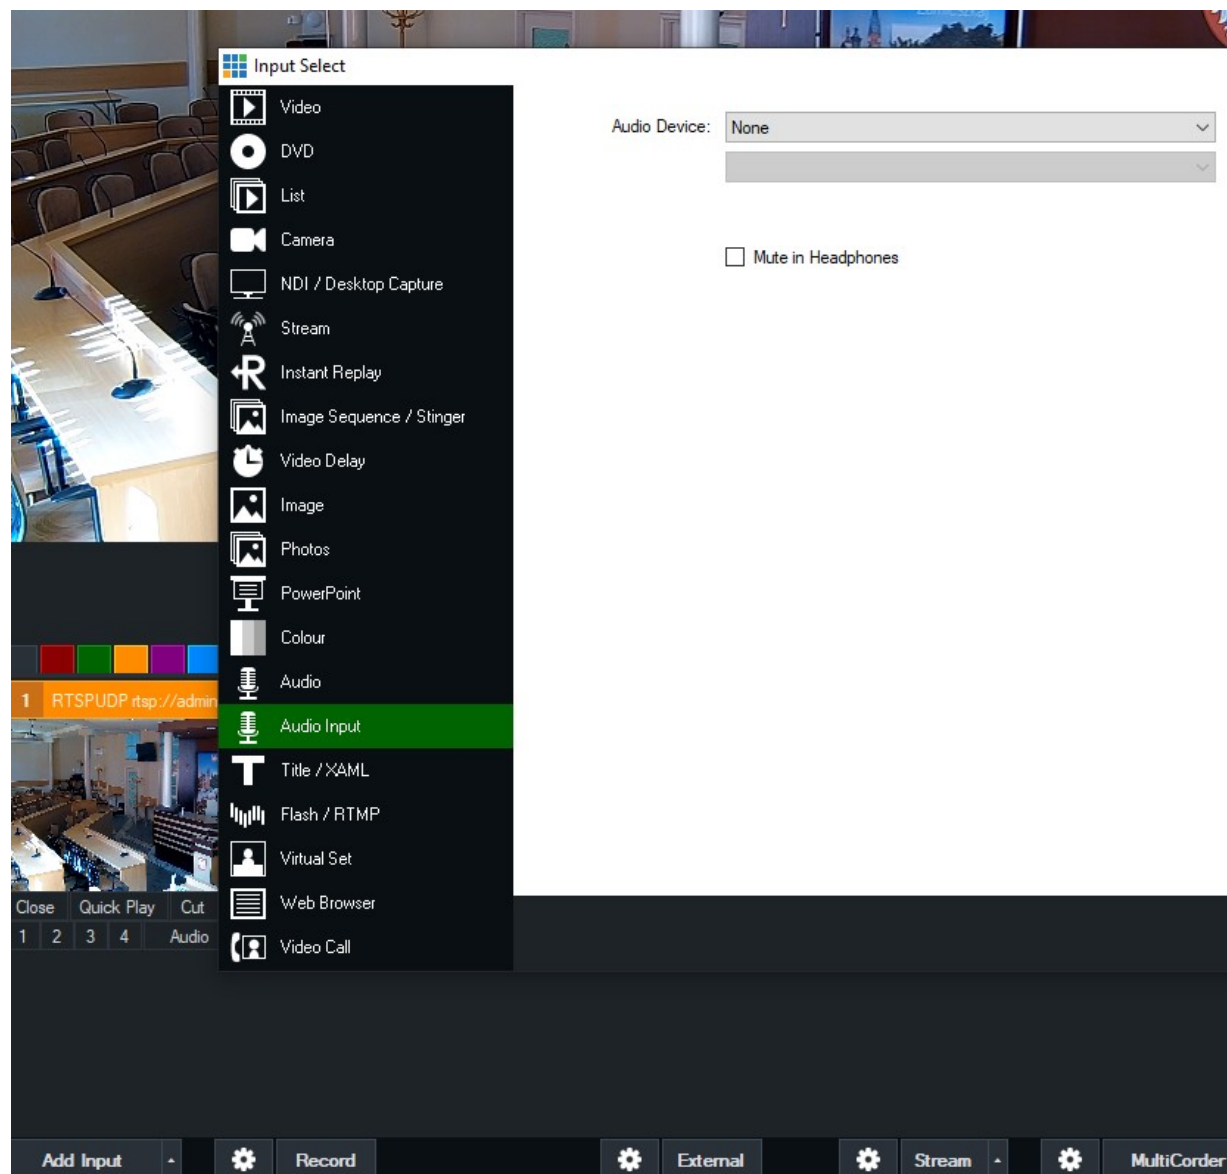 Input Select
Video
DVD
List
Camera
NDI / Desktop Capture
Stream
Instant Replay
Image Sequence / Stinger
Video Delay
Image
Photos
PowerPoint
Colour
Audio
Audio Input
Title / XAML
Flash / RTMP
Virtual Set
Web Browser
Video Call
Audio Device: None
Mute in Headphones
1 RTSPUDP rtsp://admin
Close Quick Play Cut
1 2 3 4 Audio
Add Input Record External Stream MultiCorder